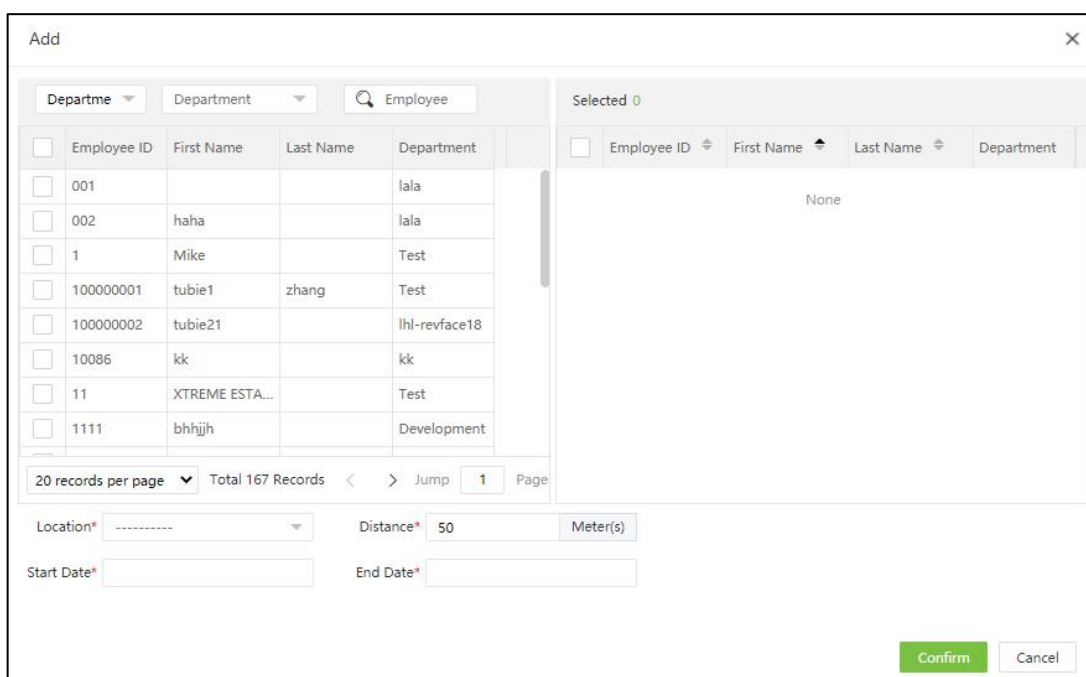 Add
Departme Department Employee
Employee ID First Name Last Name Department
001 lala
002 haha lala
1 Mike Test
100000001 tubie1 zhang Test
100000002 tubie21 lhl-revface18
10086 kk kk
11 XTREME ESTA... Test
1111 bhhjjh Development
20 records per page Total 167 Records < > Jump 1 Page
Selected 0
Employee ID First Name Last Name Department
None
Location* ---------- Distance* 50 Meter(s)
Start Date* End Date*
Confirm Cancel